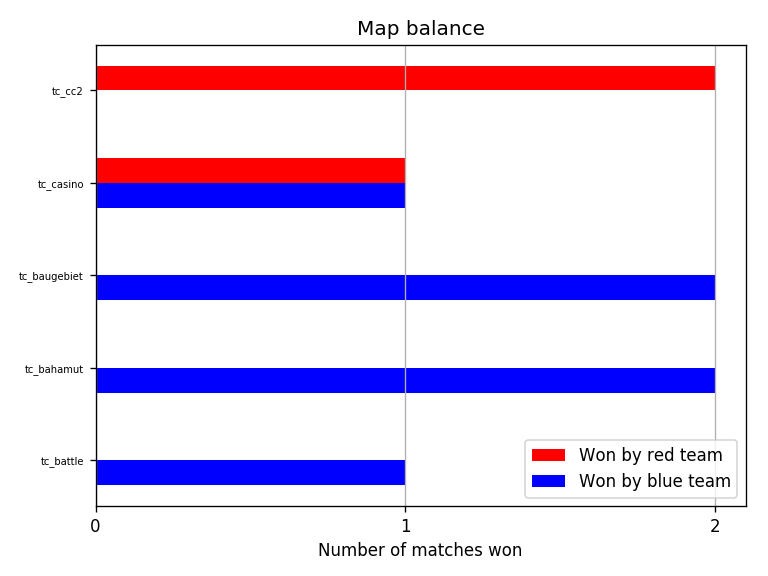 Map balance
tc_cc2
tc_casino
tc_baugebiet
tc_bahamut
tc_battle
Won by red team
Won by blue team
0 1 2
Number of matches won